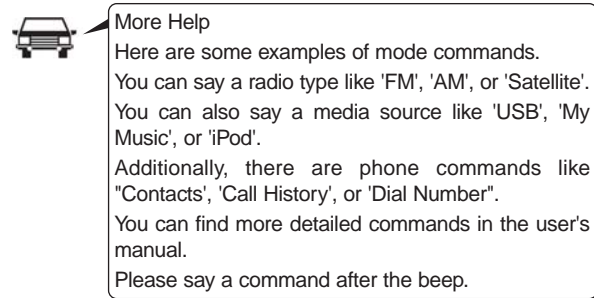 More Help
Here are some examples of mode commands.
You can say a radio type like 'FM', 'AM', or 'Satellite'.
You can also say a media source like 'USB', 'My
Music', or 'iPod'.
Additionally, there are phone commands like
"Contacts', 'Call History', or 'Dial Number".
You can find more detailed commands in the user's
manual.
Please say a command after the beep.